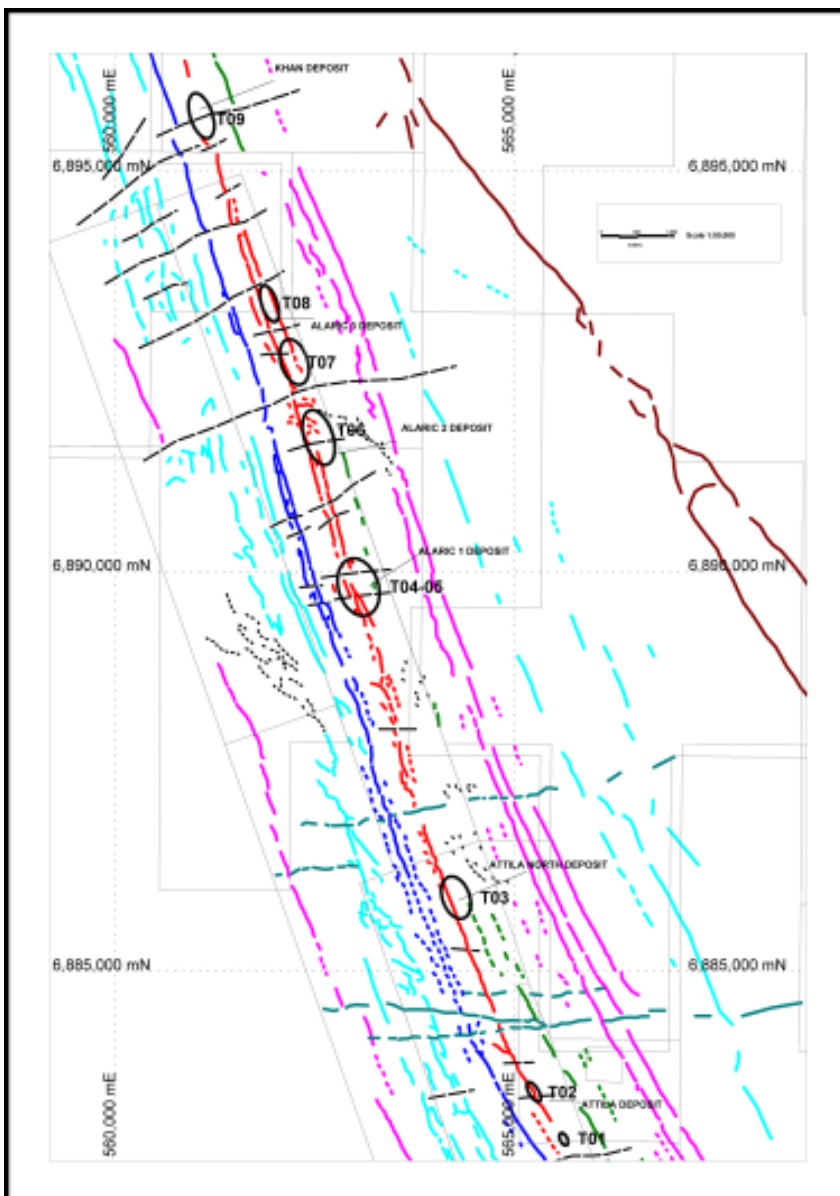 560,000 mE
565,000 mE
KHAN DEPOSIT
T09
6,895,000 mN
6,895,000 mN
T08
ALARIC 3 DEPOSIT
T07
T06
ALARIC 2 DEPOSIT
6,890,000 mN
6,890,000 mN
ALARIC 1 DEPOSIT
T04-06
ATTILA NORTH DEPOSIT
T03
6,885,000 mN
6,885,000 mN
T02
ATTILA DEPOSIT
T01
560,000 mE
565,000 mE